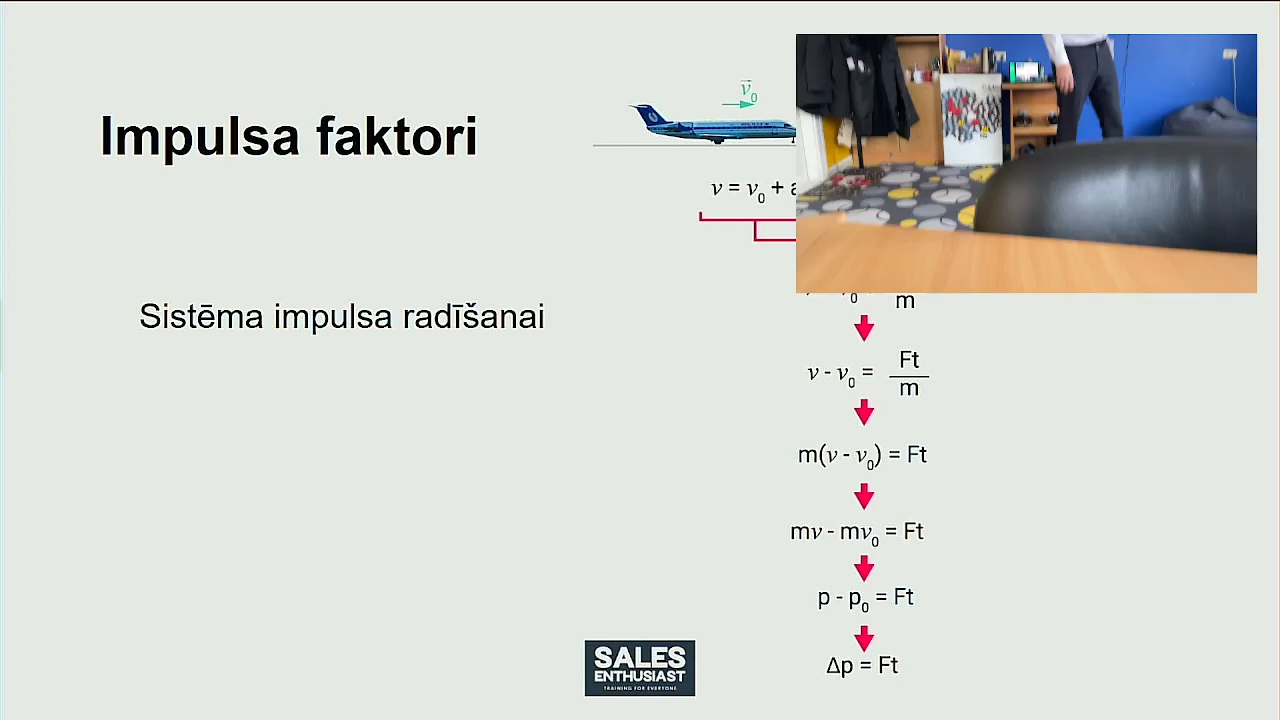 Impulsa faktori
v⃗₀
v = v₀ + a
Sistēma impulsa radīšanai
m
v - v₀ = Ft
m
m(v - v₀) = Ft
mv - mv₀ = Ft
p - p₀ = Ft
Δp = Ft
SALES
ENTHUSIAST
TRAINING FOR EVERYONE